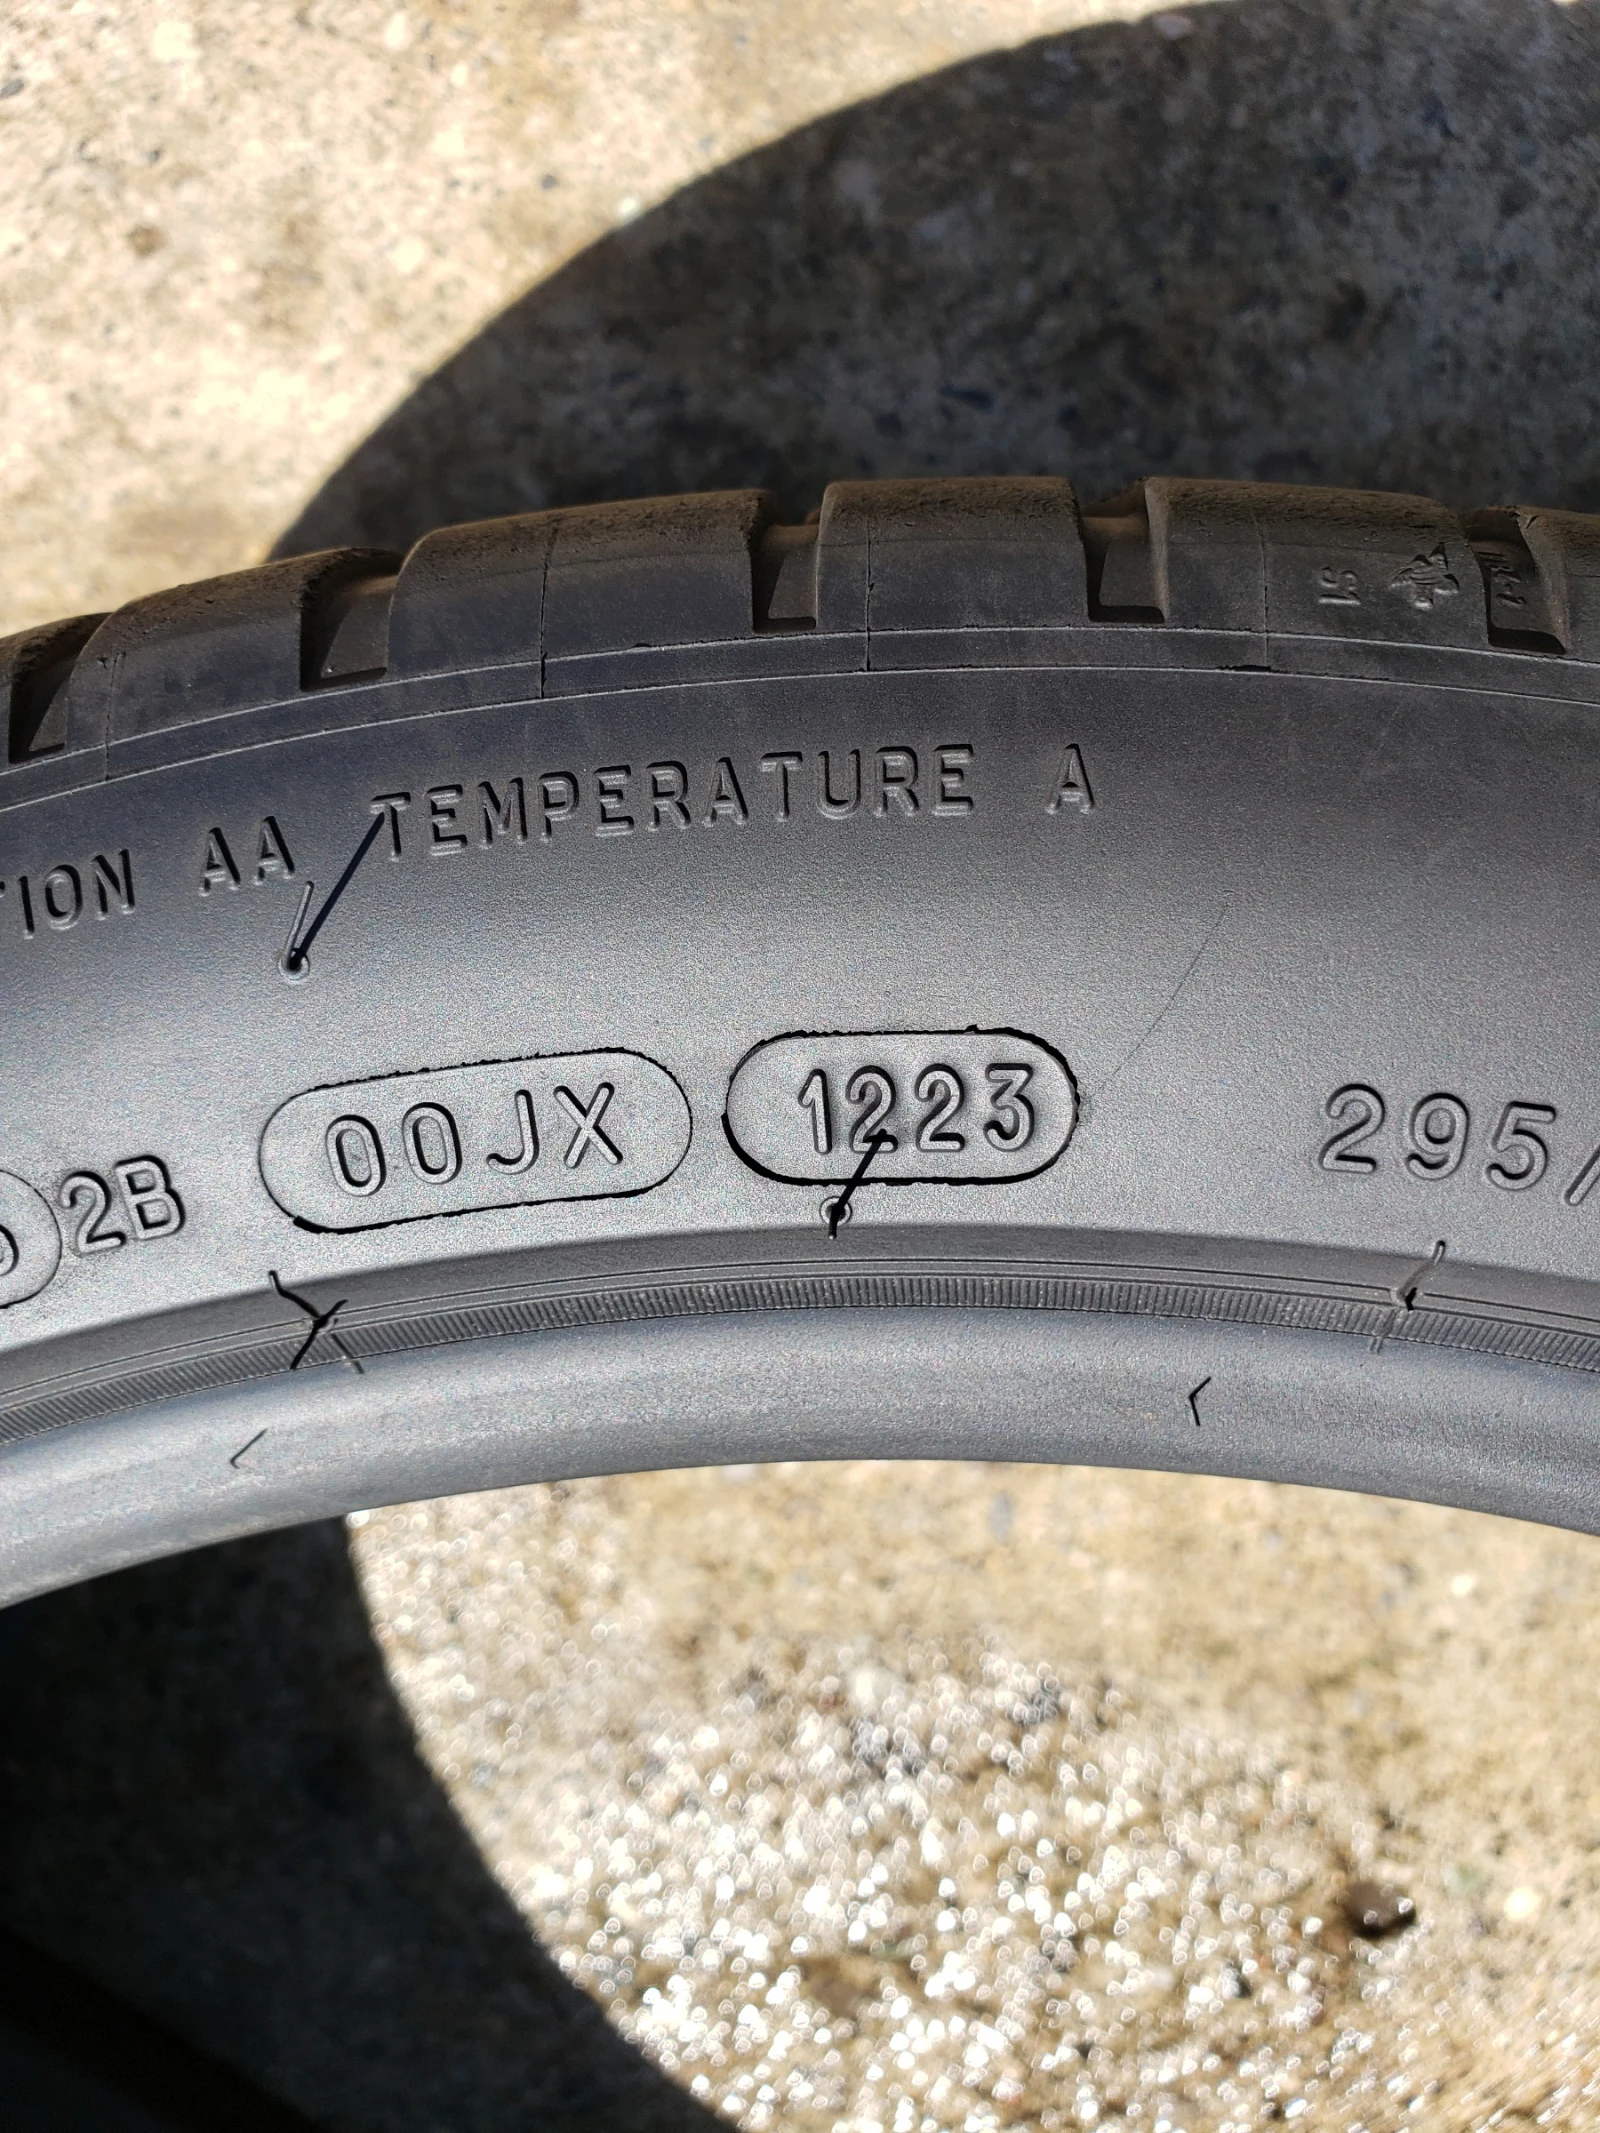 TION AA TEMPERATURE A
2B 00JX 1223 295/